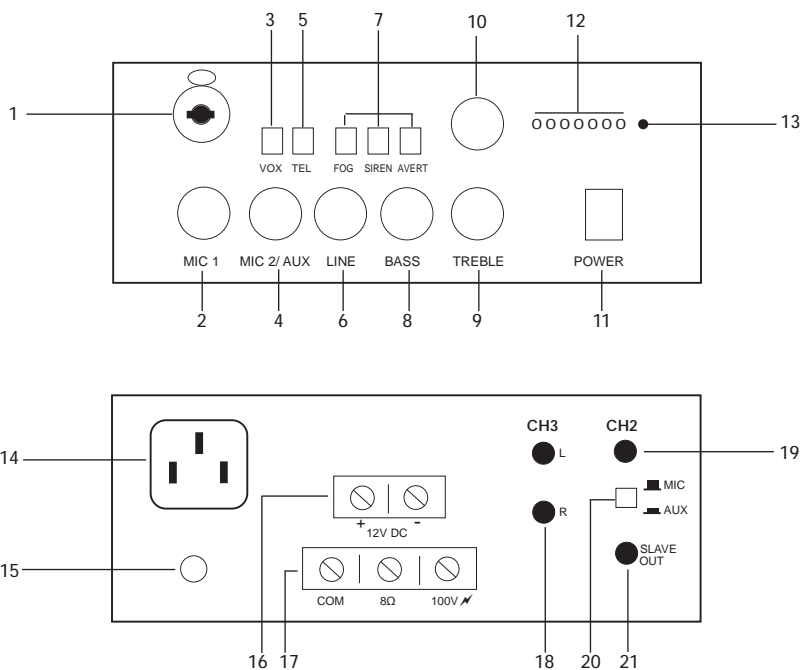 3 5 7 10 12
1
13
VOX TEL FOG SIREN AVERT
MIC 1 MIC 2/ AUX LINE BASS TREBLE POWER
2 4 6 8 9 11
CH3 CH2
14
L
19
MIC
AUX
+ -
12V DC
R
SLAVE
OUT
15
COM 8Ω 100V
16 17 18 20 21